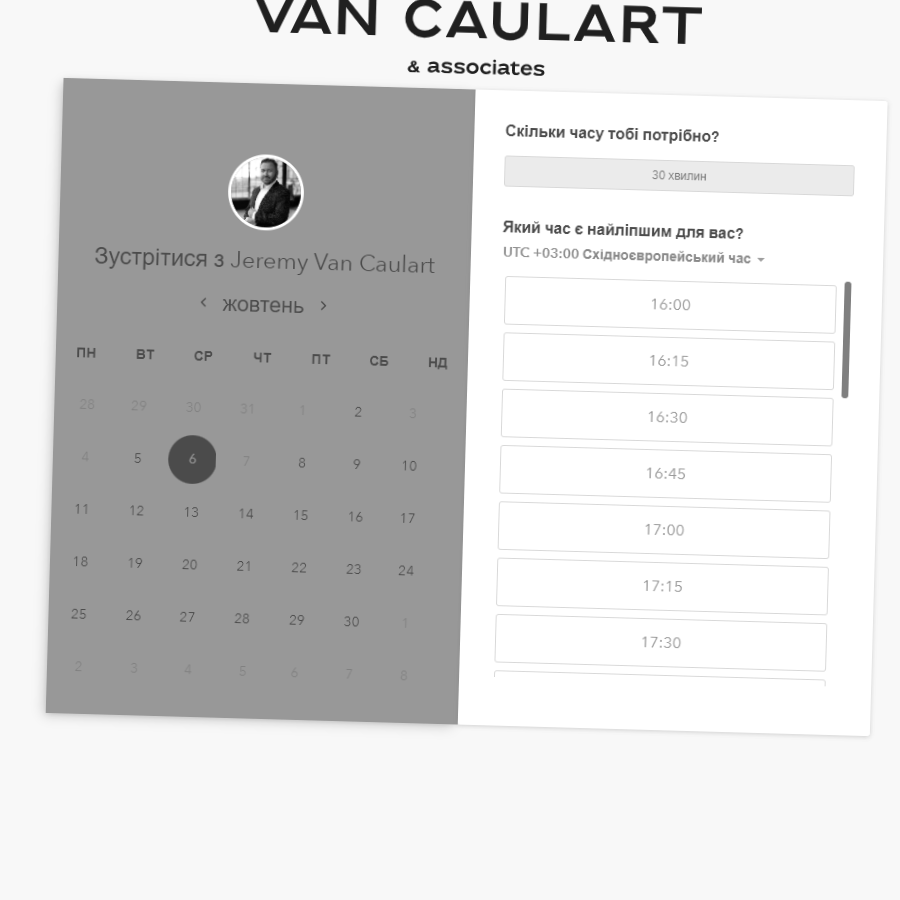 VAN CAULART
& associates
Зустрітися з Jeremy Van Caulart
жовтень
ПН ВТ СР ЧТ ПТ СБ НД
28 29 30 31 1 2 3
4 5 6 7 8 9 10
11 12 13 14 15 16 17
18 19 20 21 22 23 24
25 26 27 28 29 30 1
2 3 4 5 6 7 8
Скільки часу тобі потрібно?
30 хвилин
Який час є найліпшим для вас?
UTC +03:00 Східноєвропейський час
16:00
16:15
16:30
16:45
17:00
17:15
17:30